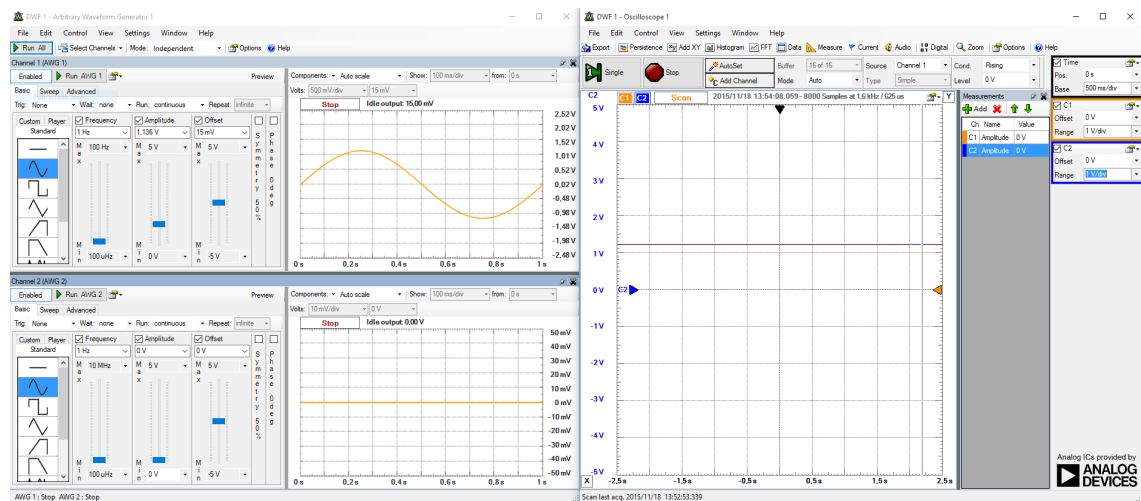 DWF 1 - Arbitrary Waveform Generator 1
File Edit Control View Settings Window Help
Run All Select Channels Mode: Independent Options Help
Channel 1 (AWG 1)
Enabled Run AWG 1 Preview
Basic Sweep Advanced
Trig: None Wait: none Run: continuous Repeat: infinite
Custom Player
Standard
Frequency Amplitude Offset
1 Hz 1,136 V 15 mV
Max 100 Hz Max 5 V Max 5 V
Symmetry 50 %
Phase 0 deg
Min 100 uHz Min 0 V Min -5 V
Components: Auto scale Show: 100 ms/div from: 0 s
Volts: 500 mV/div 15 mV
Stop Idle output: 15,00 mV
2,52 V
2,02 V
1,52 V
1,01 V
0,52 V
0,02 V
-0,48 V
-0,98 V
-1,48 V
-1,98 V
-2,48 V
0 s 0,2 s 0,4 s 0,6 s 0,8 s 1 s
Channel 2 (AWG 2)
Enabled Run AWG 2 Preview
Basic Sweep Advanced
Trig: None Wait: none Run: continuous Repeat: infinite
Custom Player
Standard
Frequency Amplitude Offset
1 Hz 0 V 0 V
Max 10 MHz Max 5 V Max 5 V
Symmetry 50 %
Phase 0 deg
Min 100 uHz Min 0 V Min -5 V
Components: Auto scale Show: 100 ms/div from: 0 s
Volts: 10 mV/div 0 V
Stop Idle output: 0,00 V
50 mV
40 mV
30 mV
20 mV
10 mV
0 mV
-10 mV
-20 mV
-30 mV
-40 mV
-50 mV
0 s 0,2 s 0,4 s 0,6 s 0,8 s 1 s
AWG 1 : Stop AWG 2 : Stop
DWF 1 - Oscilloscope 1
File Edit Control View Settings Window Help
Export Persistence Add XY Histogram FFT Data Measure Current Audio Digital Zoom Options Help
Single Stop
AutoSet Buffer 16 of 16 Source Channel 1 Cond. Rising
Add Channel Mode Auto Type Simple Level 0 V
C2 C1 C2 Scan 2015/11/18 13:54:08.059 - 8000 Samples at 1,6 kHz / 625 us Y
5 V
4 V
3 V
2 V
1 V
0 V C2
-1 V
-2 V
-3 V
-4 V
-5 V
X -2,5 s -1,5 s -0,5 s 0,5 s 1,5 s 2,5 s
Scan last acq. 2015/11/18 13:52:53.339
Measurements
Add
Ch Name Value
C1 Amplitude 0 V
C2 Amplitude 0 V
Time
Pos. 0 s
Base 500 ms/div
C1
Offset 0 V
Range 1 V/div
C2
Offset 0 V
Range 1 V/div
Analog ICs provided by
ANALOG
DEVICES